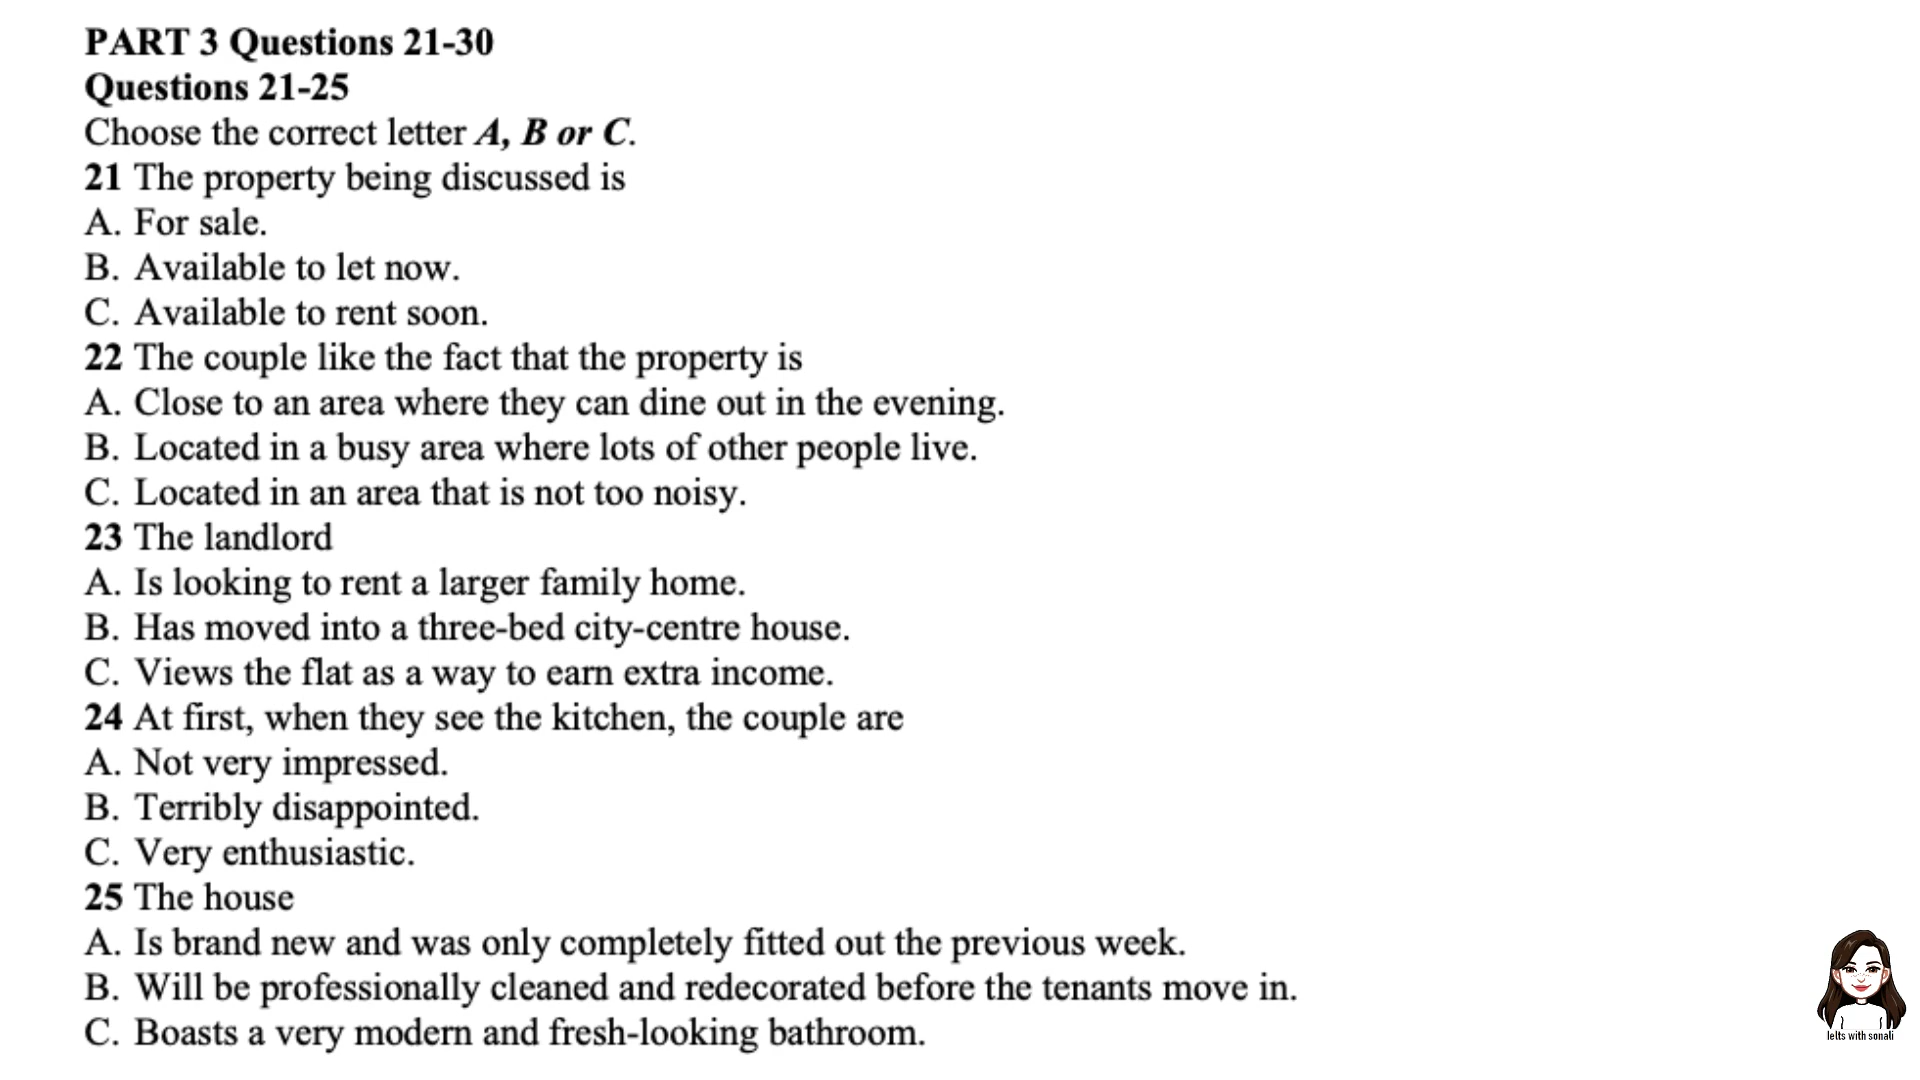 PART 3 Questions 21-30
Questions 21-25
Choose the correct letter A, B or C.
21 The property being discussed is
A. For sale.
B. Available to let now.
C. Available to rent soon.
22 The couple like the fact that the property is
A. Close to an area where they can dine out in the evening.
B. Located in a busy area where lots of other people live.
C. Located in an area that is not too noisy.
23 The landlord
A. Is looking to rent a larger family home.
B. Has moved into a three-bed city-centre house.
C. Views the flat as a way to earn extra income.
24 At first, when they see the kitchen, the couple are
A. Not very impressed.
B. Terribly disappointed.
C. Very enthusiastic.
25 The house
A. Is brand new and was only completely fitted out the previous week.
B. Will be professionally cleaned and redecorated before the tenants move in.
C. Boasts a very modern and fresh-looking bathroom.
Ielts with sonali